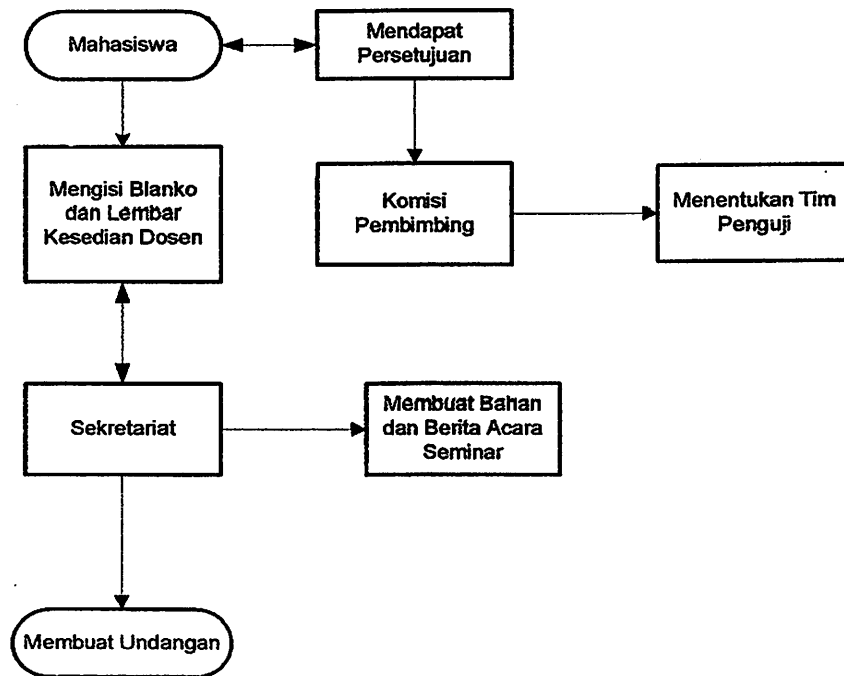 Mahasiswa
Mendapat
Persetujuan
Mengisi Blanko
dan Lembar
Kesedian Dosen
Komisi
Pembimbing
Menentukan Tim
Penguji
Sekretariat
Membuat Bahan
dan Berita Acara
Seminar
Membuat Undangan